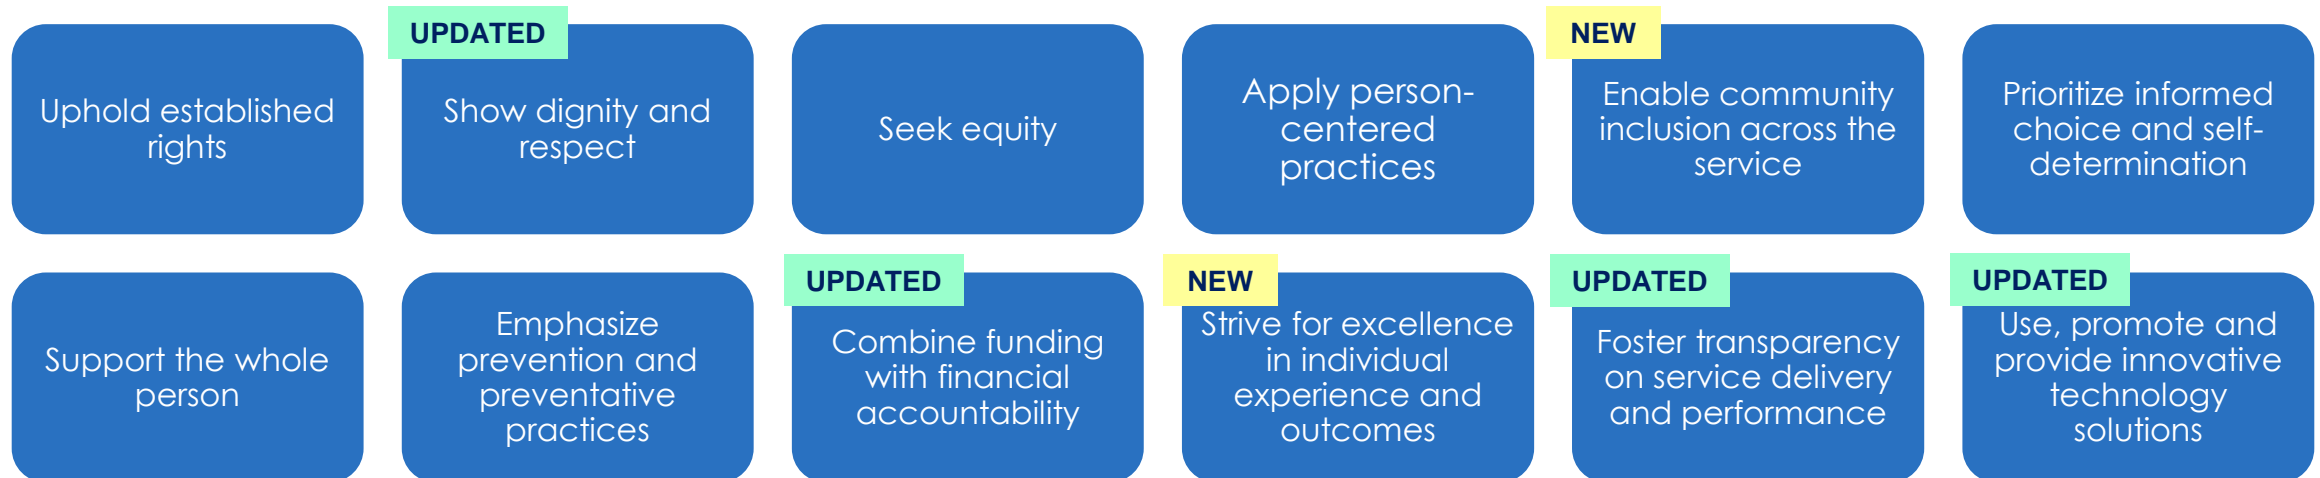 Uphold established
rights
UPDATED
Show dignity and
respect
Seek equity
Apply person-
centered
practices
NEW
Enable community
inclusion across the
service
Prioritize informed
choice and self-
determination
Support the whole
person
Emphasize
prevention and
preventative
practices
UPDATED
Combine funding
with financial
accountability
NEW
Strive for excellence
in individual
experience and
outcomes
UPDATED
Foster transparency
on service delivery
and performance
UPDATED
Use, promote and
provide innovative
technology
solutions